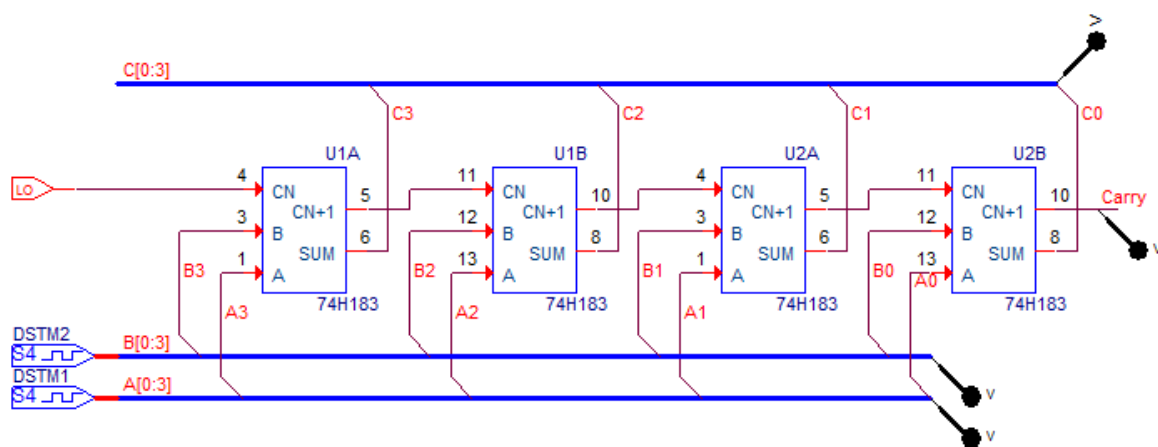 V
C[0:3]
C3
C2
C1
C0
U1A
U1B
U2A
U2B
LO
4
CN
5
CN+1
3
B
6
SUM
1
A
74H183
11
CN
10
CN+1
12
B
8
SUM
13
A
74H183
4
CN
5
CN+1
3
B
6
SUM
1
A
74H183
11
CN
10
CN+1
12
B
8
SUM
13
A
74H183
Carry
V
B3
A3
B2
A2
B1
A1
B0
A0
DSTM2
S4
B[0:3]
DSTM1
S4
A[0:3]
V
V